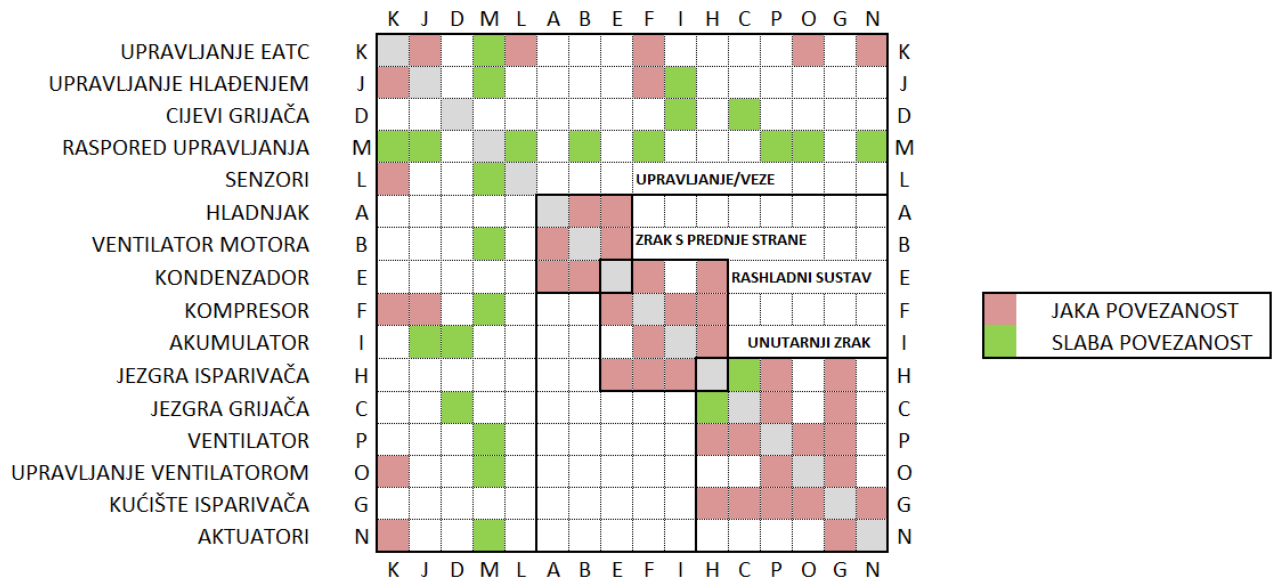 K J D M L A B E F I H C P O G N
UPRAVLJANJE EATC K K
UPRAVLJANJE HLAĐENJEM J J
CIJEVI GRIJAČA D D
RASPORED UPRAVLJANJA M M
SENZORI L UPRAVLJANJE/VEZE L
HLADNJAK A A
VENTILATOR MOTORA B ZRAK S PREDNJE STRANE B
KONDENZADOR E RASHLADNI SUSTAV E
KOMPRESOR F F
JAKA POVEZANOST
AKUMULATOR I UNUTARNJI ZRAK I
SLABA POVEZANOST
JEZGRA ISPARIVAČA H H
JEZGRA GRIJAČA C C
VENTILATOR P P
UPRAVLJANJE VENTILATOROM O O
KUĆIŠTE ISPARIVAČA G G
AKTUATORI N N
K J D M L A B E F I H C P O G N